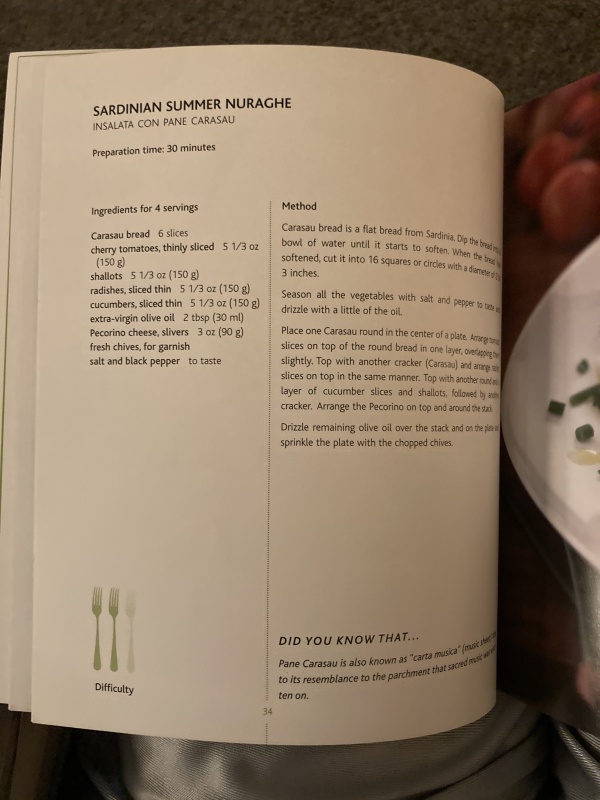 SARDINIAN SUMMER NURAGHE
INSALATA CON PANE CARASAU
Preparation time: 30 minutes
Ingredients for 4 servings
Carasau bread 6 slices
cherry tomatoes, thinly sliced 5 1/3 oz
(150 g)
shallots 5 1/3 oz (150 g)
radishes, sliced thin 5 1/3 oz (150 g)
cucumbers, sliced thin 5 1/3 oz (150 g)
extra-virgin olive oil 2 tbsp (30 ml)
Pecorino cheese, slivers 3 oz (90 g)
fresh chives, for garnish
salt and black pepper to taste
Difficulty
Method
Carasau bread is a flat bread from Sardinia. Dip the bread
bowl of water until it starts to soften. When the bread
softened, cut it into 16 squares or circles with a diameter of
3 inches.
Season all the vegetables with salt and pepper to taste
drizzle with a little of the oil.
Place one Carasau round in the center of a plate. Arrange
slices on top of the round bread in one layer, overlapping
slightly. Top with another cracker (Carasau) and arrange
slices on top in the same manner. Top with another round
layer of cucumber slices and shallots, followed by
cracker. Arrange the Pecorino on top and around the stack.
Drizzle remaining olive oil over the stack and on the plate
sprinkle the plate with the chopped chives.
DID YOU KNOW THAT...
Pane Carasau is also known as "carta musica" (music sheet)
to its resemblance to the parchment that sacred music was
ten on.
34